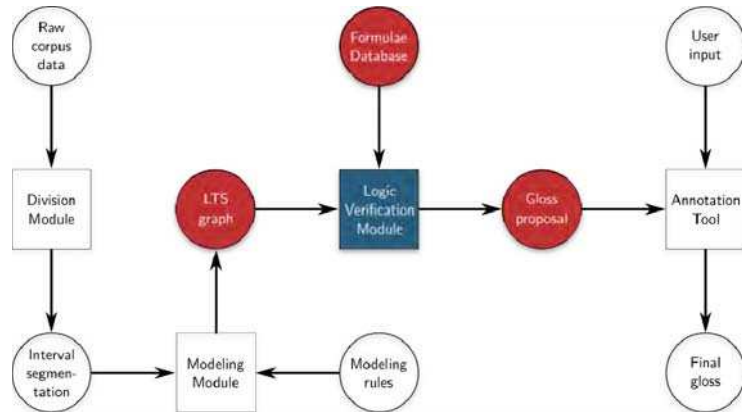 Raw
corpus
data
Formulae
Database
User
input
Division
Module
LTS
graph
Logic
Verification
Module
Gloss
proposal
Annotation
Tool
Interval
segmen-
tation
Modeling
Module
Modeling
rules
Final
gloss